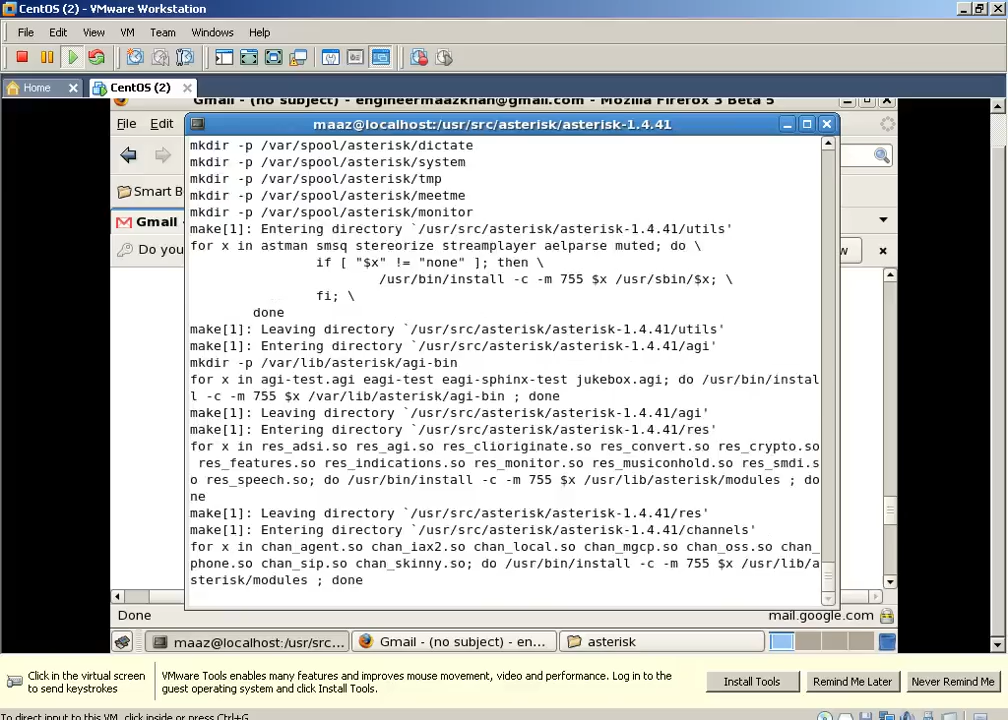 CentOS (2) - VMware Workstation
File Edit View VM Team Windows Help
Home CentOS (2)
Gmail - (no subject) - engineermaazkhan@gmail.com - Mozilla Firefox 3 Beta 5
File Edit
maaz@localhost:/usr/src/asterisk/asterisk-1.4.41
Smart B
Gmail
Do you
mkdir -p /var/spool/asterisk/dictate
mkdir -p /var/spool/asterisk/system
mkdir -p /var/spool/asterisk/tmp
mkdir -p /var/spool/asterisk/meetme
mkdir -p /var/spool/asterisk/monitor
make[1]: Entering directory `/usr/src/asterisk/asterisk-1.4.41/utils'
for x in astman smsq stereorize streamplayer aelparse muted; do \
if [ "$x" != "none" ]; then \
/usr/bin/install -c -m 755 $x /usr/sbin/$x; \
fi; \
done
make[1]: Leaving directory `/usr/src/asterisk/asterisk-1.4.41/utils'
make[1]: Entering directory `/usr/src/asterisk/asterisk-1.4.41/agi'
mkdir -p /var/lib/asterisk/agi-bin
for x in agi-test.agi eagi-test eagi-sphinx-test jukebox.agi; do /usr/bin/instal
l -c -m 755 $x /var/lib/asterisk/agi-bin ; done
make[1]: Leaving directory `/usr/src/asterisk/asterisk-1.4.41/agi'
make[1]: Entering directory `/usr/src/asterisk/asterisk-1.4.41/res'
for x in res_adsi.so res_agi.so res_clioriginate.so res_convert.so res_crypto.so
res_features.so res_indications.so res_monitor.so res_musiconhold.so res_smdi.s
o res_speech.so; do /usr/bin/install -c -m 755 $x /usr/lib/asterisk/modules ; do
ne
make[1]: Leaving directory `/usr/src/asterisk/asterisk-1.4.41/res'
make[1]: Entering directory `/usr/src/asterisk/asterisk-1.4.41/channels'
for x in chan_agent.so chan_iax2.so chan_local.so chan_mgcp.so chan_oss.so chan_
phone.so chan_sip.so chan_skinny.so; do /usr/bin/install -c -m 755 $x /usr/lib/a
sterisk/modules ; done
Done mail.google.com
maaz@localhost:/usr/src... Gmail - (no subject) - en... asterisk
Click in the virtual screen
to send keystrokes
VMware Tools enables many features and improves mouse movement, video and performance. Log in to the
guest operating system and click Install Tools.
Install Tools Remind Me Later Never Remind Me
To direct input to this VM, click inside or press Ctrl+G.